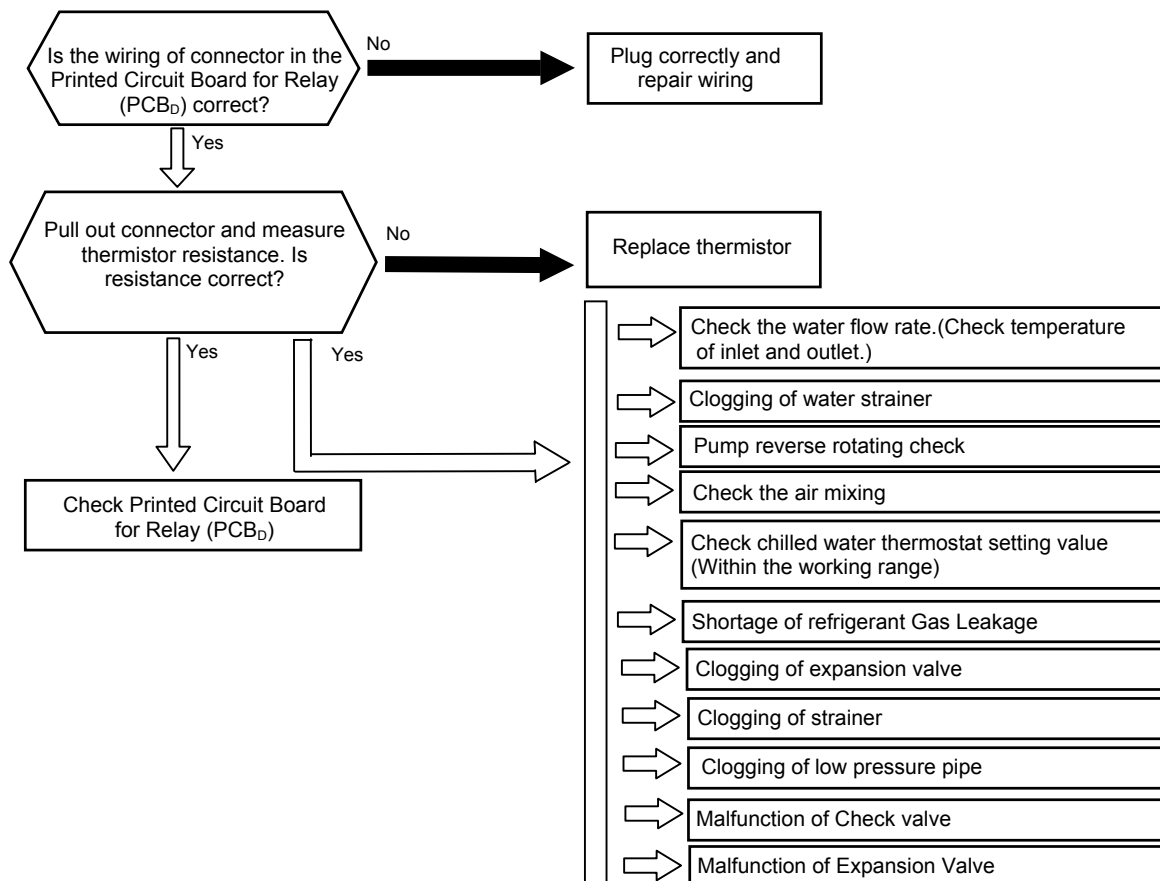 Is the wiring of connector in the
Printed Circuit Board for Relay
(PCBD) correct?
No
Plug correctly and
repair wiring
Yes
Pull out connector and measure
thermistor resistance. Is
resistance correct?
No
Replace thermistor
Yes
Yes
Check Printed Circuit Board
for Relay (PCBD)
Check the water flow rate.(Check temperature
of inlet and outlet.)
Clogging of water strainer
Pump reverse rotating check
Check the air mixing
Check chilled water thermostat setting value
(Within the working range)
Shortage of refrigerant Gas Leakage
Clogging of expansion valve
Clogging of strainer
Clogging of low pressure pipe
Malfunction of Check valve
Malfunction of Expansion Valve